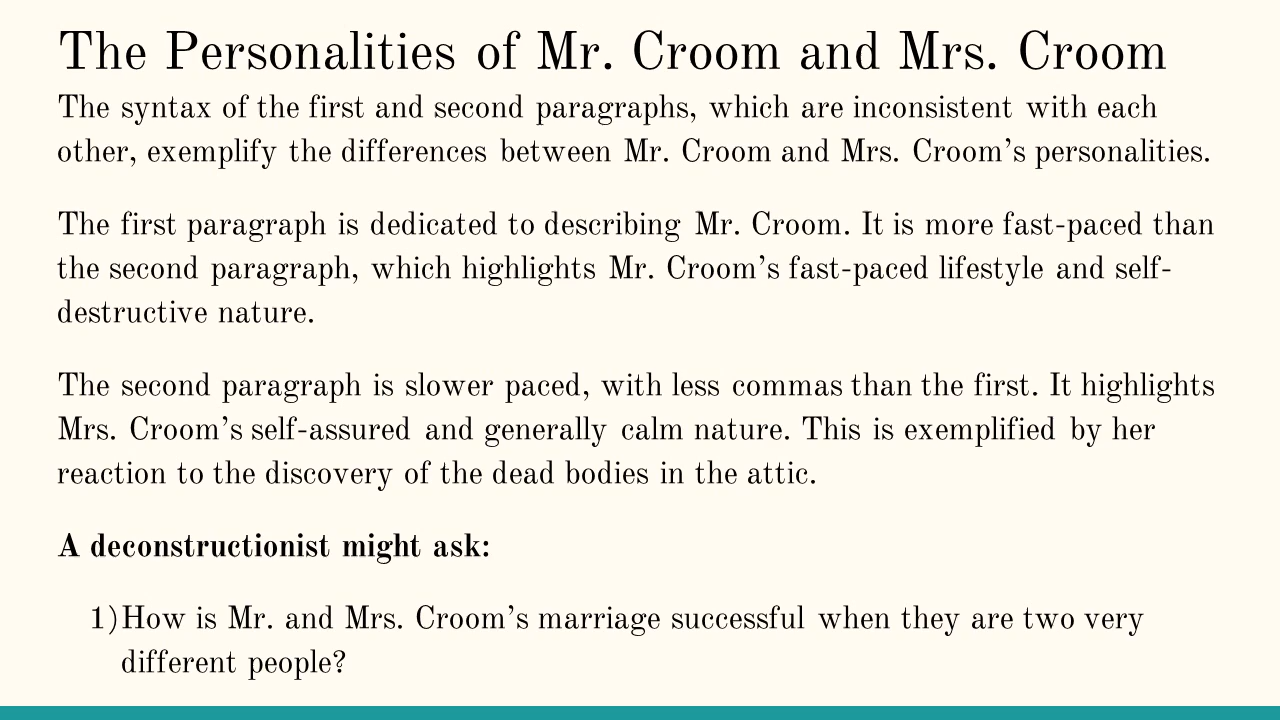 The Personalities of Mr. Croom and Mrs. Croom
The syntax of the first and second paragraphs, which are inconsistent with each
other, exemplify the differences between Mr. Croom and Mrs. Croom’s personalities.
The first paragraph is dedicated to describing Mr. Croom. It is more fast-paced than
the second paragraph, which highlights Mr. Croom’s fast-paced lifestyle and self-
destructive nature.
The second paragraph is slower paced, with less commas than the first. It highlights
Mrs. Croom’s self-assured and generally calm nature. This is exemplified by her
reaction to the discovery of the dead bodies in the attic.
A deconstructionist might ask:
1)How is Mr. and Mrs. Croom’s marriage successful when they are two very
different people?